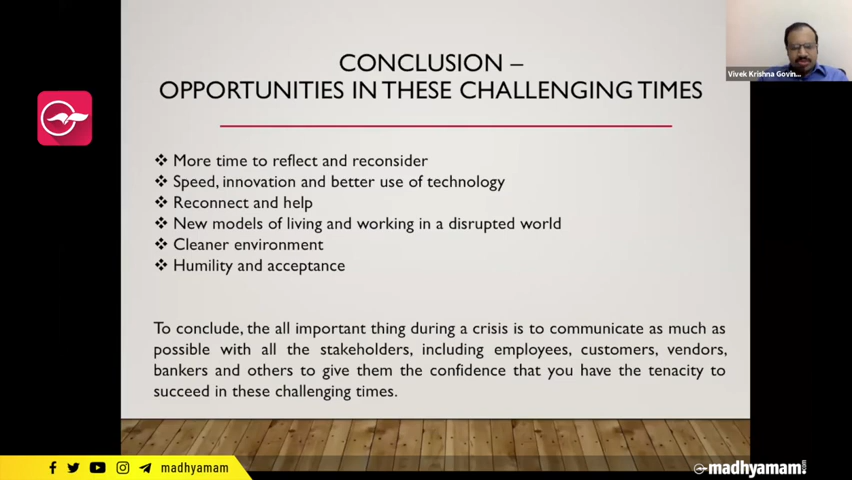 CONCLUSION –
OPPORTUNITIES IN THESE CHALLENGING TIMES
Vivek Krishna Govin...
❖ More time to reflect and reconsider
❖ Speed, innovation and better use of technology
❖ Reconnect and help
❖ New models of living and working in a disrupted world
❖ Cleaner environment
❖ Humility and acceptance
To conclude, the all important thing during a crisis is to communicate as much as
possible with all the stakeholders, including employees, customers, vendors,
bankers and others to give them the confidence that you have the tenacity to
succeed in these challenging times.
madhyamam
madhyamam.com